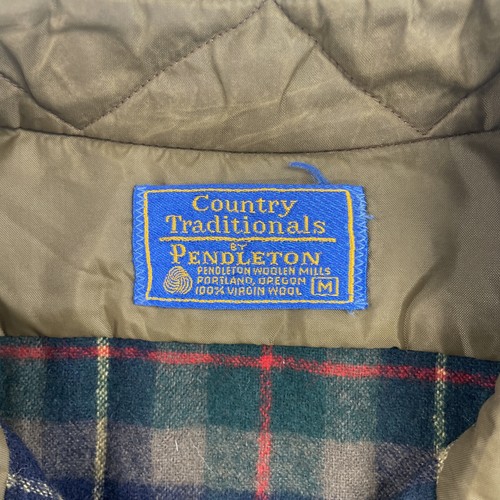 Country
Traditionals
BY
PENDLETON
PENDLETON WOOLEN MILLS
PORTLAND, OREGON
100% VIRGIN WOOL M